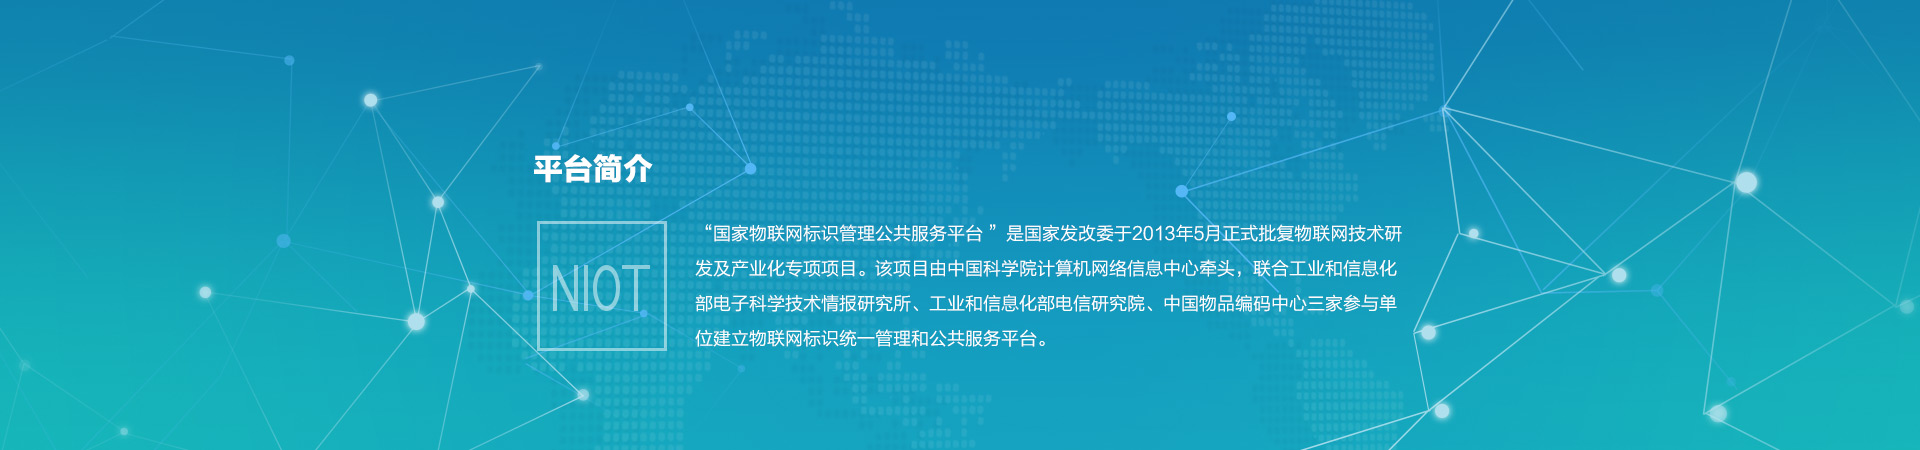 平台简介
NIOT
“国家物联网标识管理公共服务平台 ”是国家发改委于2013年5月正式批复物联网技术研
发及产业化专项项目。该项目由中国科学院计算机网络信息中心牵头，联合工业和信息化
部电子科学技术情报研究所、工业和信息化部电信研究院、中国物品编码中心三家参与单
位建立物联网标识统一管理和公共服务平台。